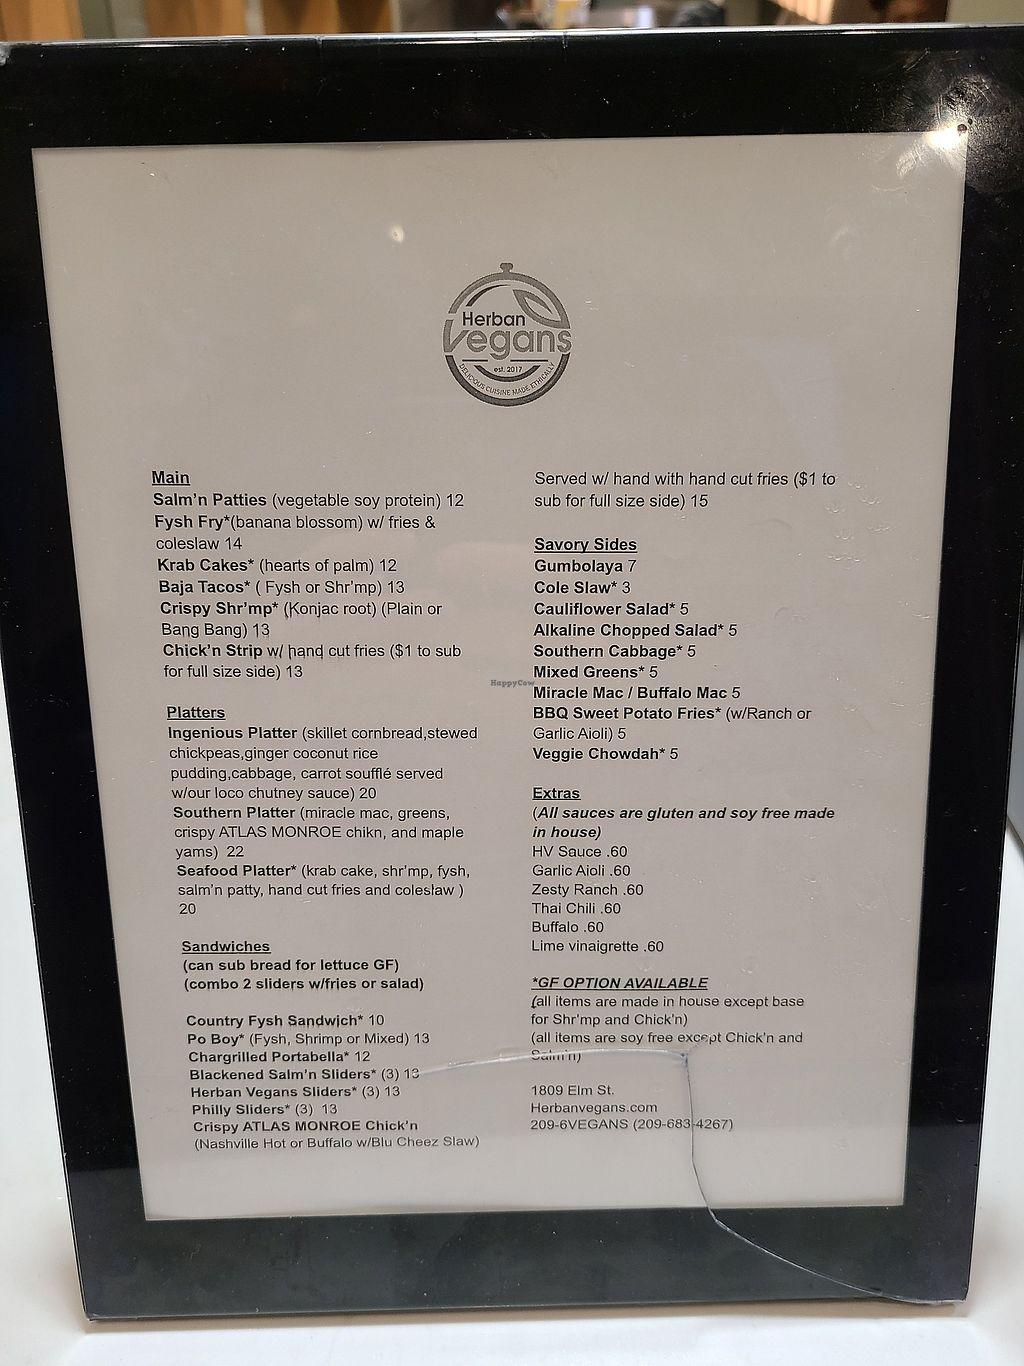 Herban
Vegans
est. 2017
DELICIOUS CUISINE MADE ETHICALLY
Main
Salm'n Patties (vegetable soy protein) 12
Fysh Fry*(banana blossom) w/ fries &
coleslaw 14
Krab Cakes* (hearts of palm) 12
Baja Tacos* ( Fysh or Shr'mp) 13
Crispy Shr'mp* (Konjac root) (Plain or
Bang Bang) 13
Chick'n Strip w/ hand cut fries ($1 to sub
for full size side) 13
Platters
Ingenious Platter (skillet cornbread,stewed
chickpeas,ginger coconut rice
pudding,cabbage, carrot soufflé served
w/our loco chutney sauce) 20
Southern Platter (miracle mac, greens,
crispy ATLAS MONROE chikn, and maple
yams) 22
Seafood Platter* (krab cake, shr'mp, fysh,
salm'n patty, hand cut fries and coleslaw )
20
Sandwiches
(can sub bread for lettuce GF)
(combo 2 sliders w/fries or salad)
Country Fysh Sandwich* 10
Po Boy* (Fysh, Shrimp or Mixed) 13
Chargrilled Portabella* 12
Blackened Salm'n Sliders* (3) 13
Herban Vegans Sliders* (3) 13
Philly Sliders* (3) 13
Crispy ATLAS MONROE Chick'n
(Nashville Hot or Buffalo w/Blu Cheez Slaw)
Served w/ hand with hand cut fries ($1 to
sub for full size side) 15
Savory Sides
Gumbolaya 7
Cole Slaw* 3
Cauliflower Salad* 5
Alkaline Chopped Salad* 5
Southern Cabbage* 5
Mixed Greens* 5
Miracle Mac / Buffalo Mac 5
BBQ Sweet Potato Fries* (w/Ranch or
Garlic Aioli) 5
Veggie Chowdah* 5
Extras
(All sauces are gluten and soy free made
in house)
HV Sauce .60
Garlic Aioli .60
Zesty Ranch .60
Thai Chili .60
Buffalo .60
Lime vinaigrette .60
*GF OPTION AVAILABLE
(all items are made in house except base
for Shr'mp and Chick'n)
(all items are soy free except Chick'n and
Salm'n)
1809 Elm St.
Herbanvegans.com
209-6VEGANS (209-683-4267)
HappyCow